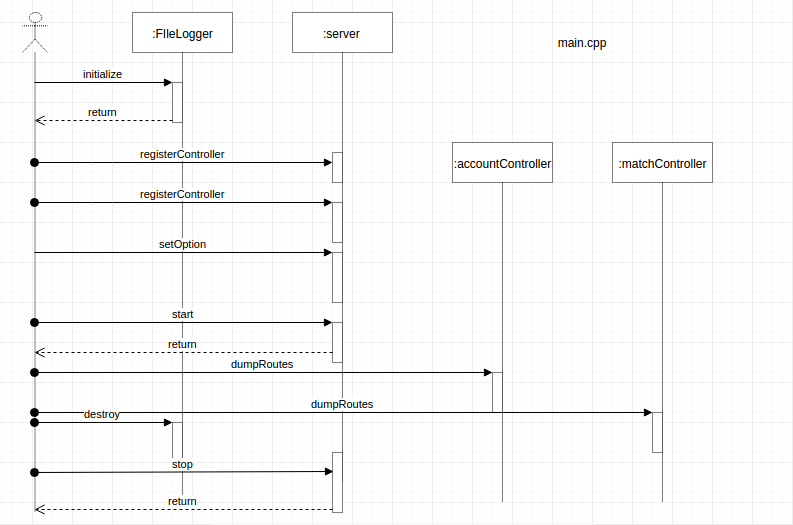 :FIleLogger
:server
main.cpp
initialize
return
registerController
:accountController
:matchController
registerController
setOption
start
return
dumpRoutes
dumpRoutes
destroy
stop
return